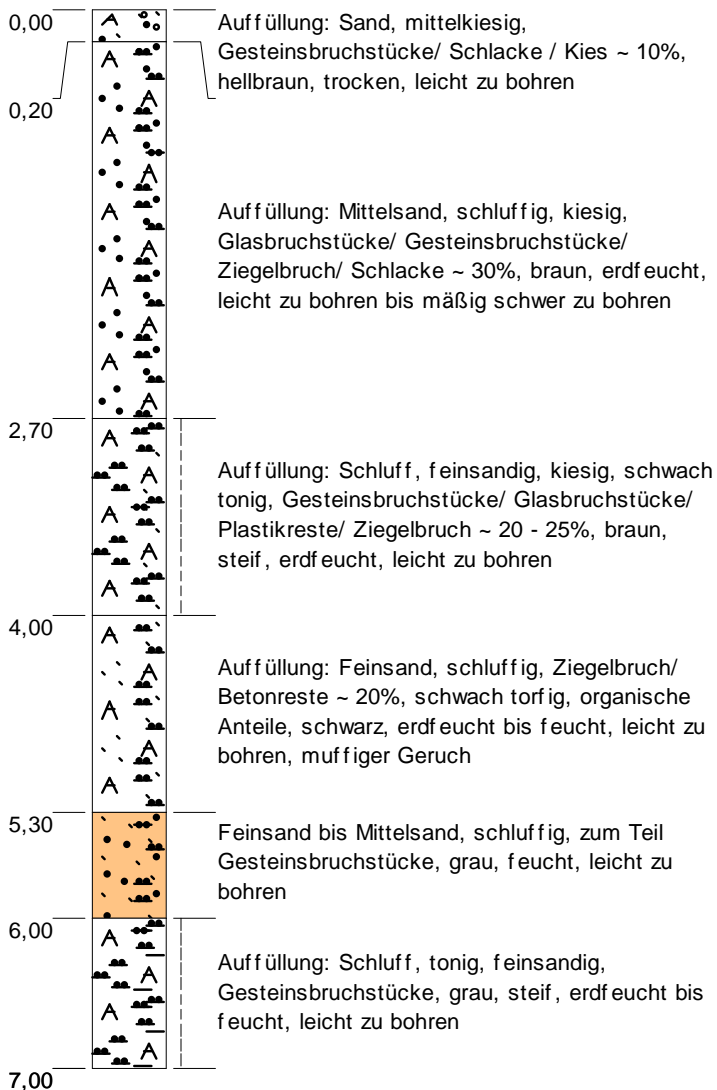 0,00
Auffüllung: Sand, mittelkiesig,
Gesteinsbruchstücke/ Schlacke / Kies ~ 10%,
hellbraun, trocken, leicht zu bohren
0,20
Auffüllung: Mittelsand, schluffig, kiesig,
Glasbruchstücke/ Gesteinsbruchstücke/
Ziegelbruch/ Schlacke ~ 30%, braun, erdfeucht,
leicht zu bohren bis mäßig schwer zu bohren
2,70
Auffüllung: Schluff, feinsandig, kiesig, schwach
tonig, Gesteinsbruchstücke/ Glasbruchstücke/
Plastikreste/ Ziegelbruch ~ 20 - 25%, braun,
steif, erdfeucht, leicht zu bohren
4,00
Auffüllung: Feinsand, schluffig, Ziegelbruch/
Betonreste ~ 20%, schwach torfig, organische
Anteile, schwarz, erdfeucht bis feucht, leicht zu
bohren, muffiger Geruch
5,30
Feinsand bis Mittelsand, schluffig, zum Teil
Gesteinsbruchstücke, grau, feucht, leicht zu
bohren
6,00
Auffüllung: Schluff, tonig, feinsandig,
Gesteinsbruchstücke, grau, steif, erdfeucht bis
feucht, leicht zu bohren
7,00